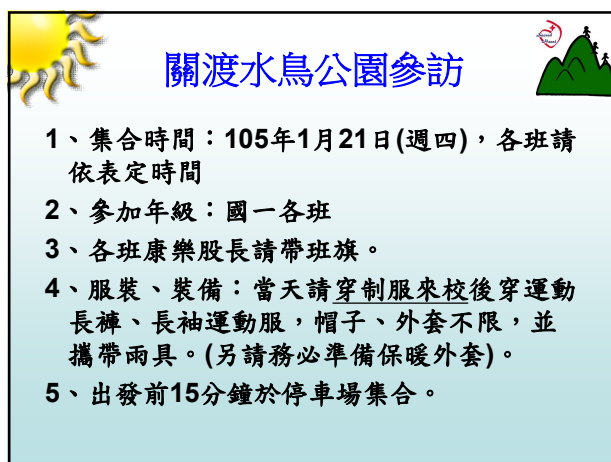 關渡水鳥公園參訪
1、集合時間：105年1月21日(週四)，各班請
依表定時間
2、參加年級：國一各班
3、各班康樂股長請帶班旗。
4、服裝、裝備：當天請穿制服來校後穿運動
長褲、長袖運動服，帽子、外套不限，並
攜帶雨具。(另請務必準備保暖外套)。
5、出發前15分鐘於停車場集合。